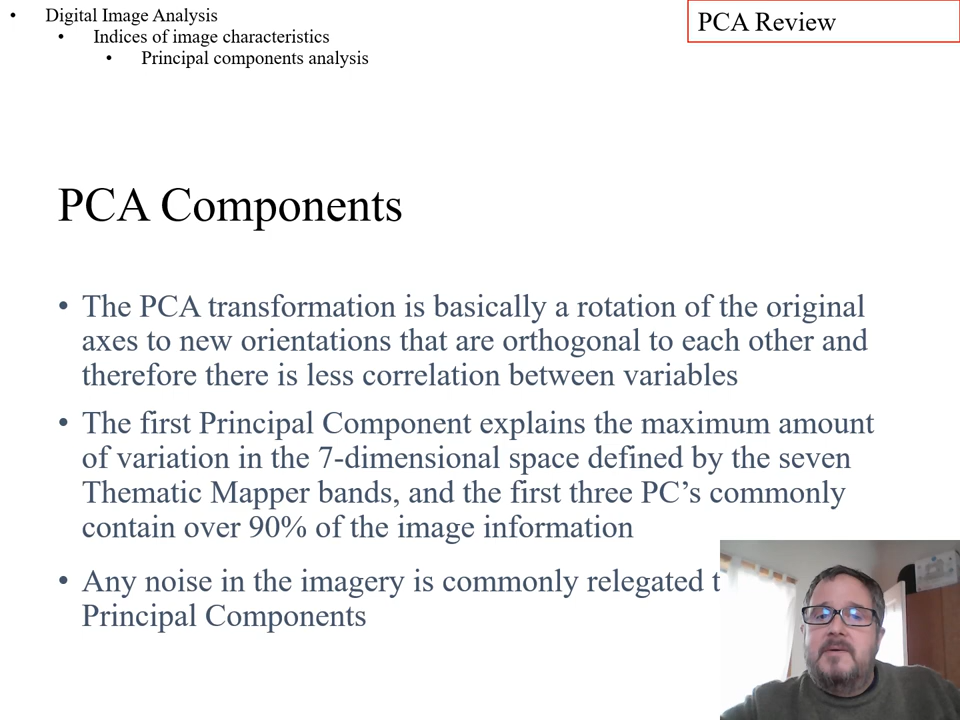 • Digital Image Analysis
• Indices of image characteristics
• Principal components analysis
PCA Review
PCA Components
• The PCA transformation is basically a rotation of the original
axes to new orientations that are orthogonal to each other and
therefore there is less correlation between variables
• The first Principal Component explains the maximum amount
of variation in the 7-dimensional space defined by the seven
Thematic Mapper bands, and the first three PC’s commonly
contain over 90% of the image information
• Any noise in the imagery is commonly relegated
Principal Components